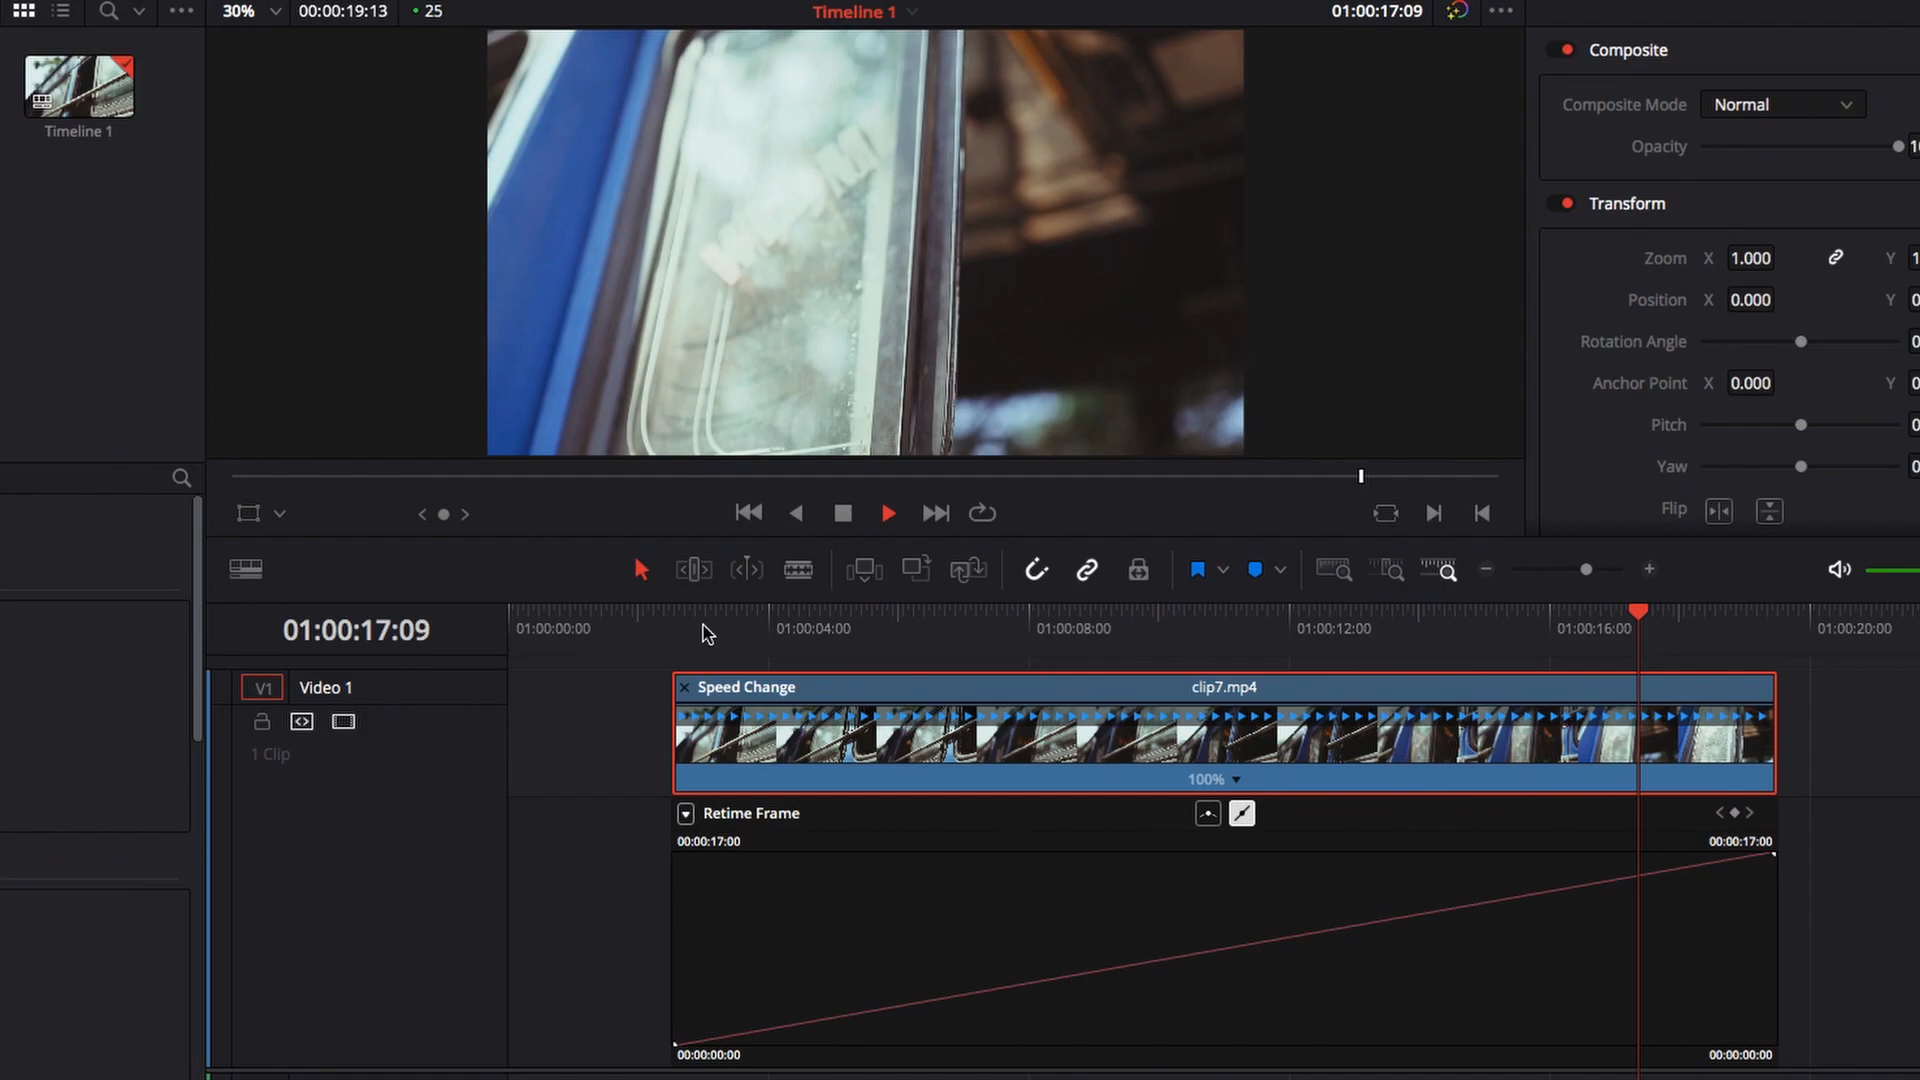 30%
00:00:19:13
25
Timeline 1
01:00:17:09
Composite
Composite Mode
Normal
Opacity
Transform
Zoom X 1.000 Y
Position X 0.000 Y
Rotation Angle
Anchor Point X 0.000 Y
Pitch
Yaw
Flip
Timeline 1
01:00:17:09
01:00:00:00
01:00:04:00
01:00:08:00
01:00:12:00
01:00:16:00
01:00:20:00
V1
Video 1
1 Clip
Speed Change
clip7.mp4
100%
Retime Frame
00:00:17:00
00:00:17:00
00:00:00:00
00:00:00:00